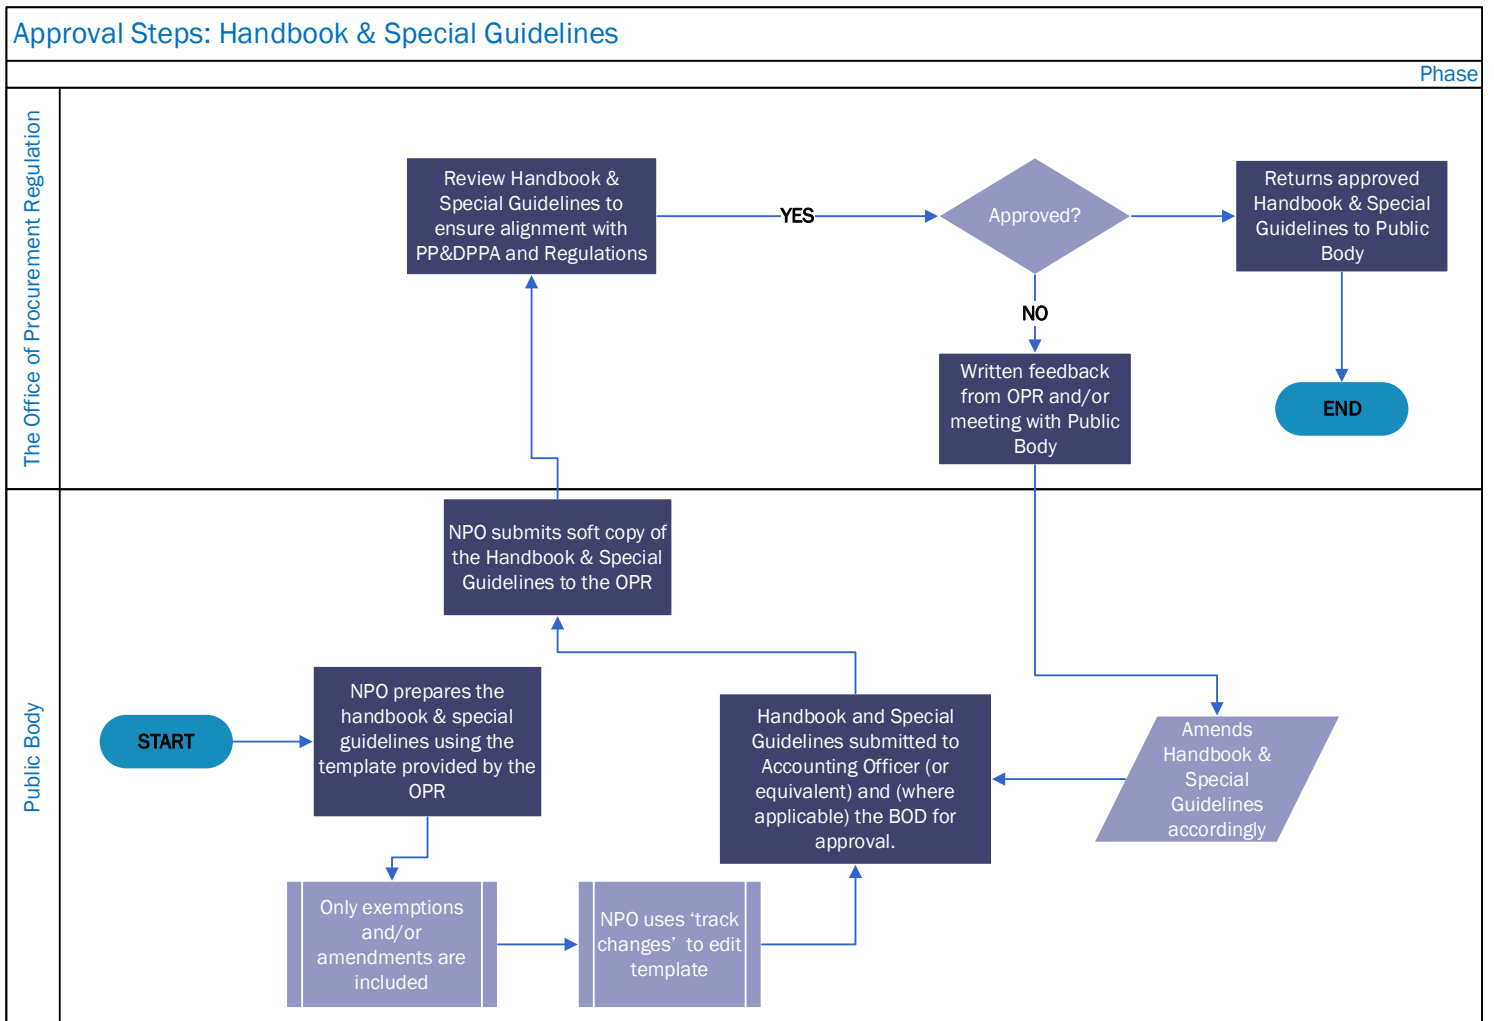 Approval Steps: Handbook & Special Guidelines
Phase
The Office of Procurement Regulation
Review Handbook &
Special Guidelines to
ensure alignment with
PP&DPPA and Regulations
YES
Approved?
Returns approved
Handbook & Special
Guidelines to Public
Body
NO
Written feedback
from OPR and/or
meeting with Public
Body
END
Public Body
NPO submits soft copy of
the Handbook & Special
Guidelines to the OPR
START
NPO prepares the
handbook & special
guidelines using the
template provided by the
OPR
Handbook and Special
Guidelines submitted to
Accounting Officer (or
equivalent) and (where
applicable) the BOD for
approval.
Amends
Handbook &
Special
Guidelines
accordingly
Only exemptions
and/or
amendments are
included
NPO uses ‘track
changes’ to edit
template